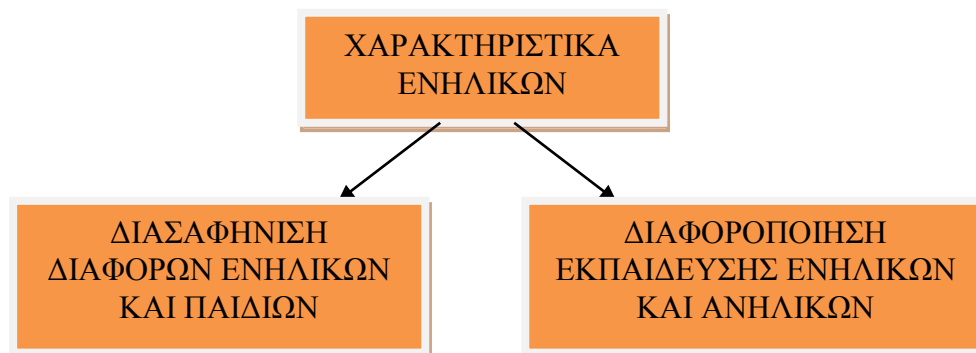 ΧΑΡΑΚΤΗΡΙΣΤΙΚΑ
ΕΝΗΛΙΚΩΝ
ΔΙΑΣΑΦΗΝΙΣΗ
ΔΙΑΦΟΡΩΝ ΕΝΗΛΙΚΩΝ
ΚΑΙ ΠΑΙΔΙΩΝ
ΔΙΑΦΟΡΟΠΟΙΗΣΗ
ΕΚΠΑΙΔΕΥΣΗΣ ΕΝΗΛΙΚΩΝ
ΚΑΙ ΑΝΗΛΙΚΩΝ